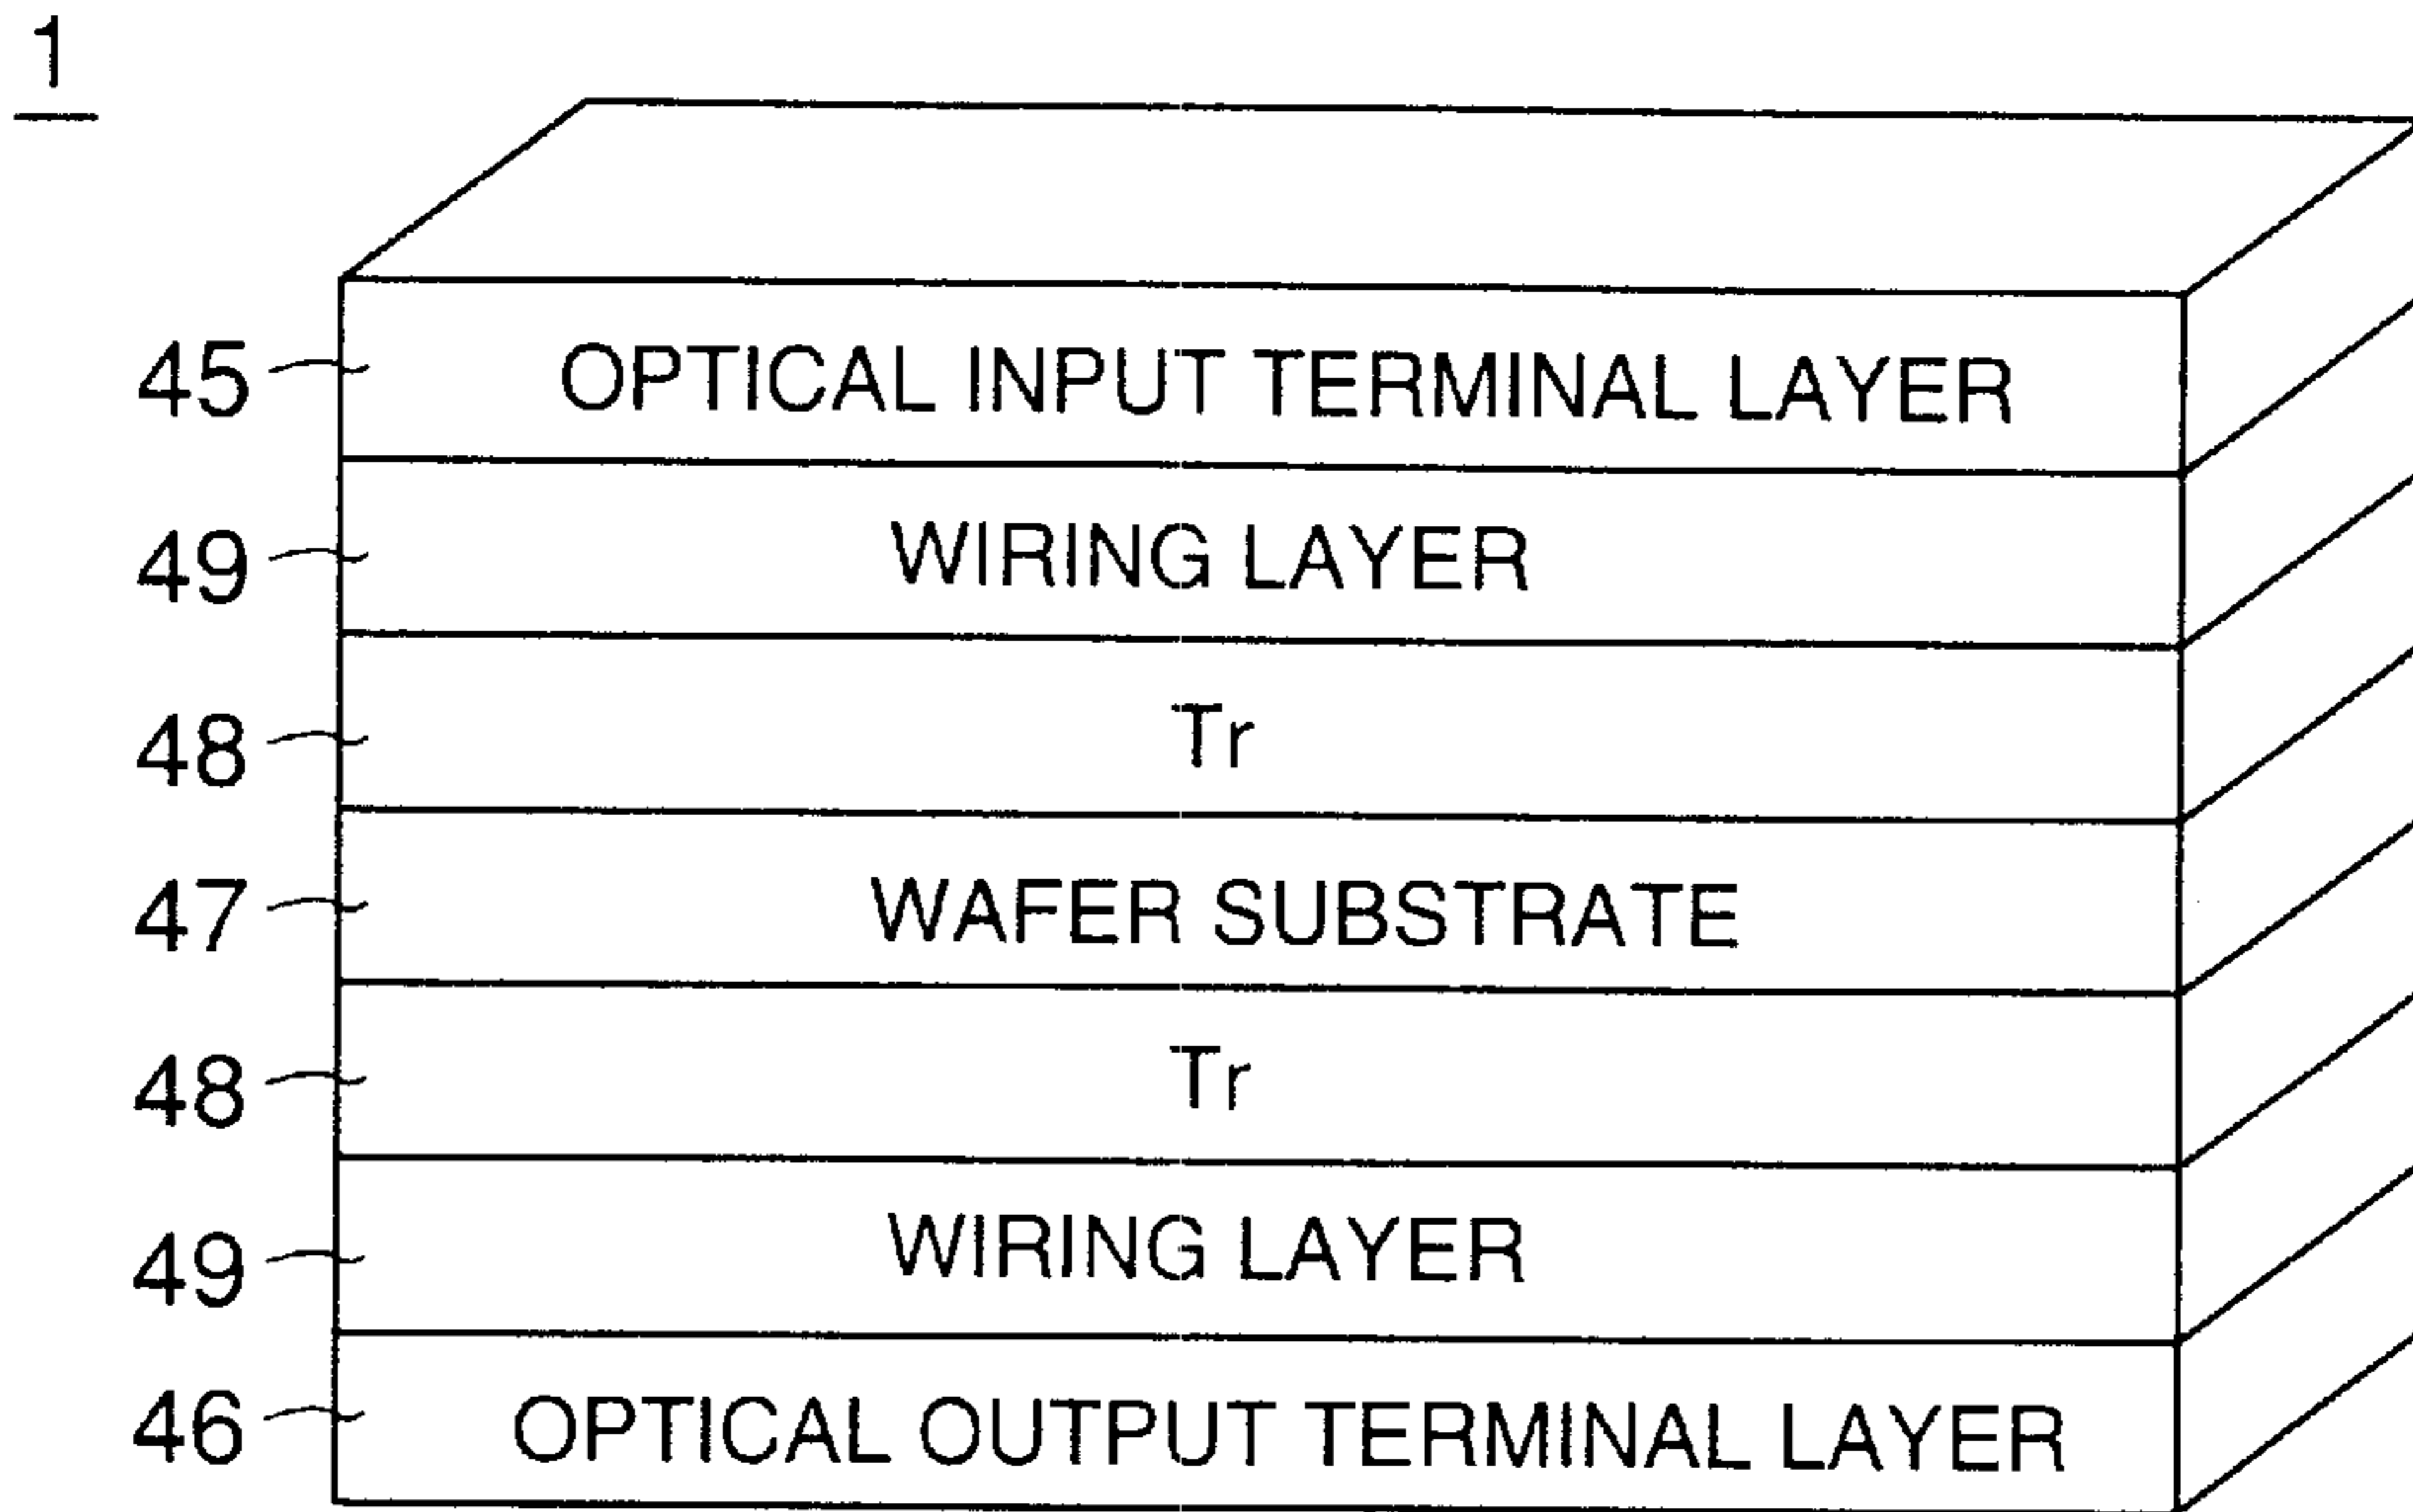 1
45 OPTICAL INPUT TERMINAL LAYER
49 WIRING LAYER
48 Tr
47 WAFER SUBSTRATE
48 Tr
49 WIRING LAYER
46 OPTICAL OUTPUT TERMINAL LAYER